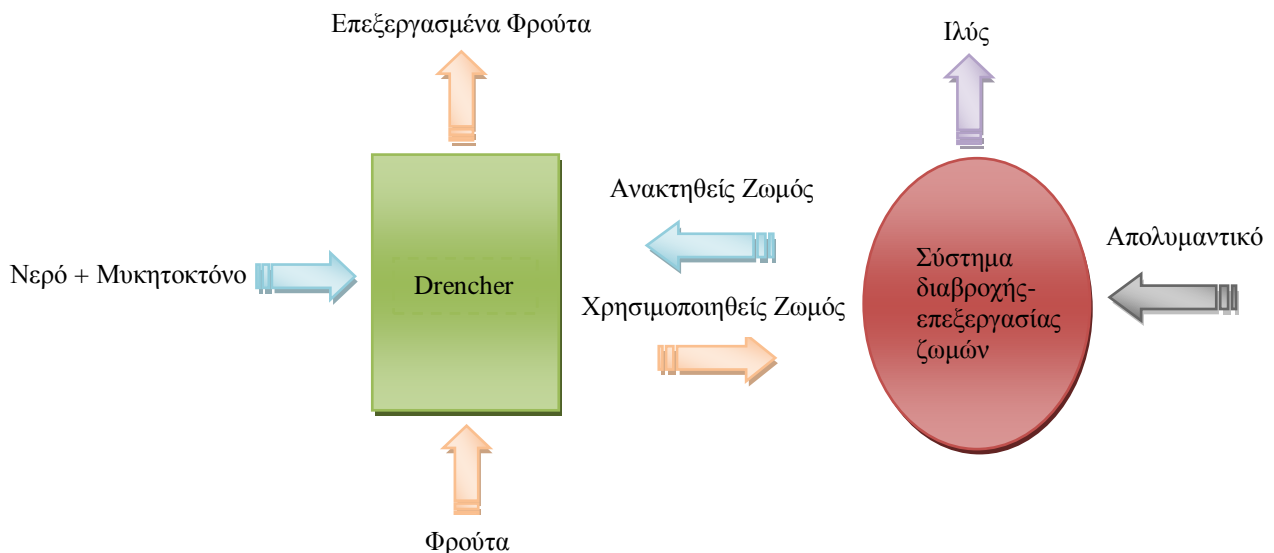 Επεξεργασμένα Φρούτα
Ιλύς
Ανακτηθείς Ζωμός
Απολυμαντικό
Νερό + Μυκητοκτόνο
Drencher
Χρησιμοποιηθείς Ζωμός
Σύστημα
διαβροχής-
επεξεργασίας
ζωμών
Φρούτα